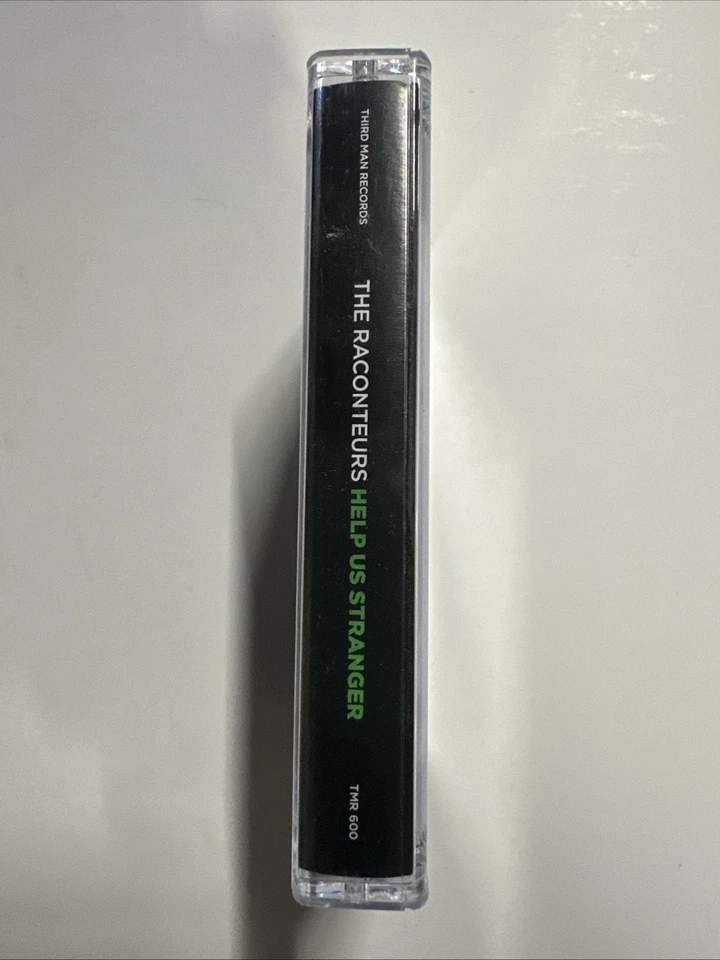 THIRD MAN RECORDS
THE RACONTEURS HELP US STRANGER
TMR 600